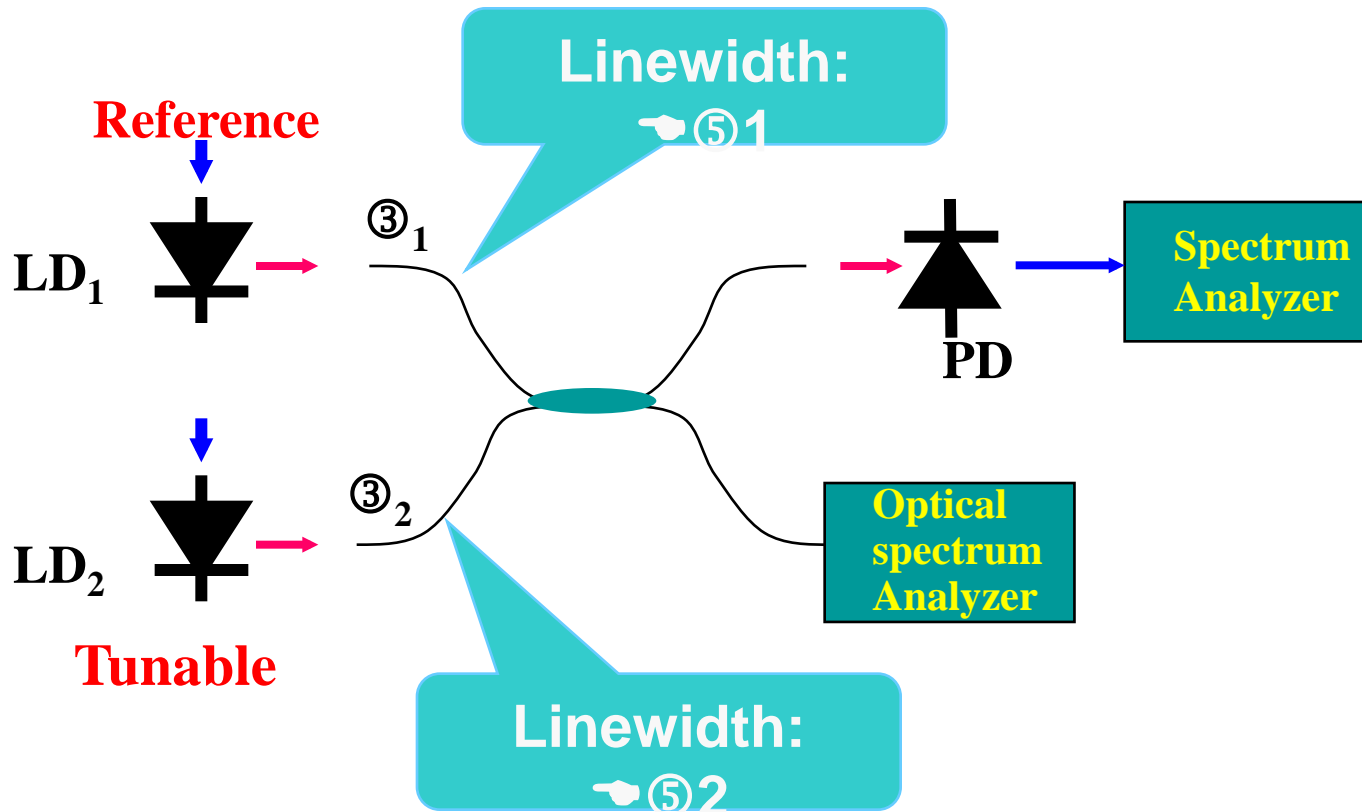 Linewidth:
☚⑤1
Reference
③₁
LD₁
Spectrum
Analyzer
PD
③₂
LD₂
Optical
spectrum
Analyzer
Tunable
Linewidth:
☚⑤2